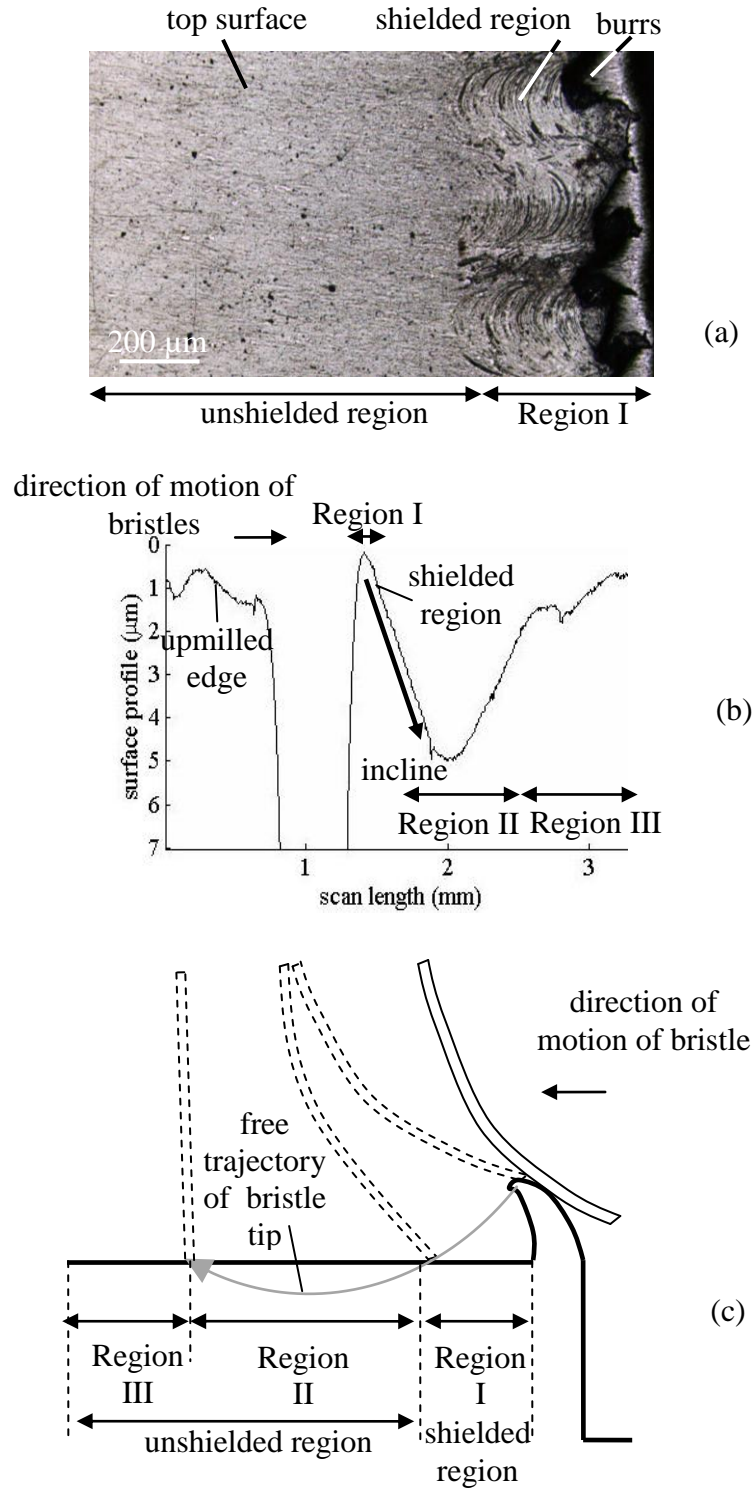 top surface
shielded region
burrs
200 µm
(a)
unshielded region
Region I
direction of motion of
bristles
Region I
0
1
2
3
4
5
6
7
surface profile (µm)
upmilled
edge
shielded
region
incline
Region II
Region III
(b)
1
2
3
scan length (mm)
direction of
motion of bristle
free
trajectory
of bristle
tip
(c)
Region
III
Region
II
Region
I
unshielded region
shielded
region